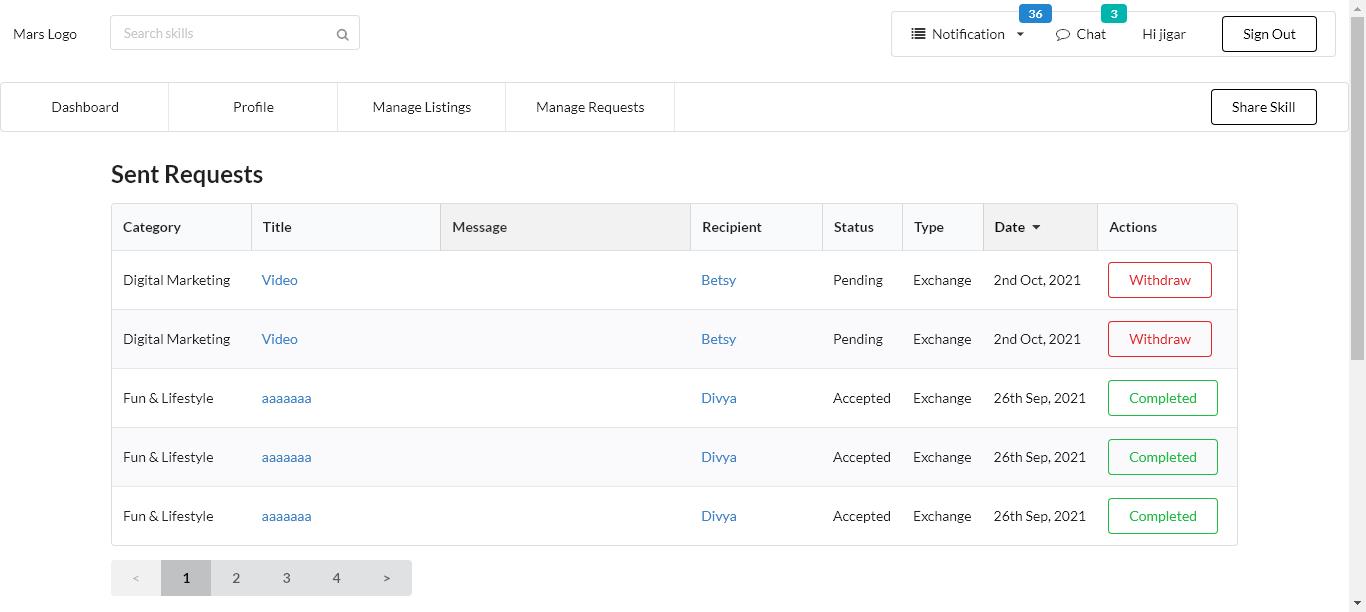 36 3
Mars Logo Search skills Notification Chat Hi jigar Sign Out
Dashboard Profile Manage Listings Manage Requests Share Skill
Sent Requests
Category Title Message Recipient Status Type Date Actions
Digital Marketing Video Betsy Pending Exchange 2nd Oct, 2021 Withdraw
Digital Marketing Video Betsy Pending Exchange 2nd Oct, 2021 Withdraw
Fun & Lifestyle aaaaaaa Divya Accepted Exchange 26th Sep, 2021 Completed
Fun & Lifestyle aaaaaaa Divya Accepted Exchange 26th Sep, 2021 Completed
Fun & Lifestyle aaaaaaa Divya Accepted Exchange 26th Sep, 2021 Completed
< 1 2 3 4 >